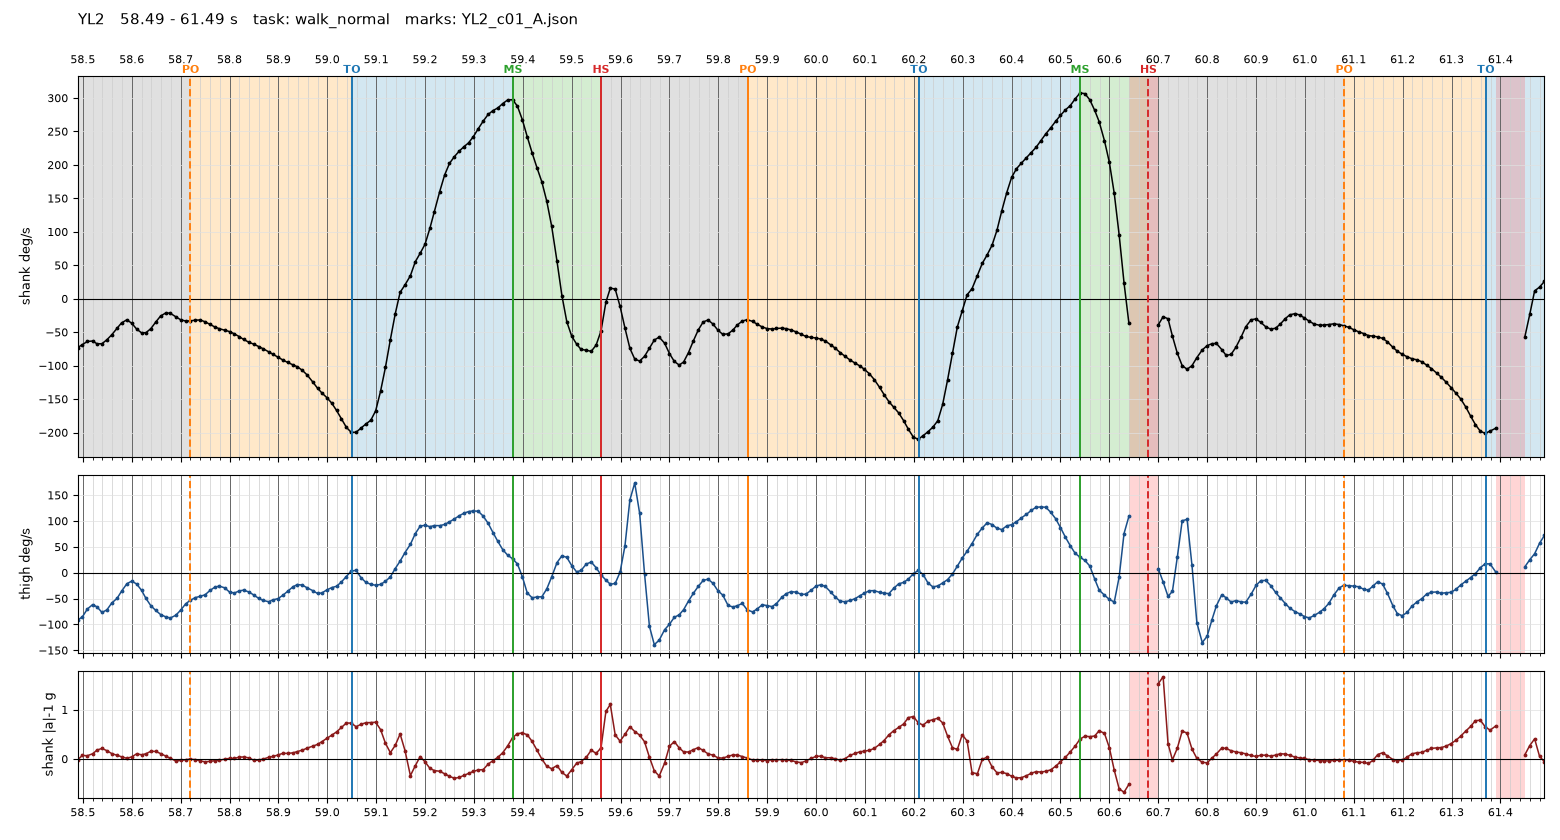 YL2   58.49 - 61.49 s   task: walk_normal   marks: YL2_c01_A.json
58.5 58.6 58.7 58.8 58.9 59.0 59.1 59.2 59.3 59.4 59.5 59.6 59.7 59.8 59.9 60.0 60.1 60.2 60.3 60.4 60.5 60.6 60.7 60.8 60.9 61.0 61.1 61.2 61.3 61.4
PO TO MS HS PO TO MS HS PO TO
shank deg/s
300
250
200
150
100
50
0
−50
−100
−150
−200
thigh deg/s
150
100
50
0
−50
−100
−150
shank |a|-1 g
1
0
58.5 58.6 58.7 58.8 58.9 59.0 59.1 59.2 59.3 59.4 59.5 59.6 59.7 59.8 59.9 60.0 60.1 60.2 60.3 60.4 60.5 60.6 60.7 60.8 60.9 61.0 61.1 61.2 61.3 61.4